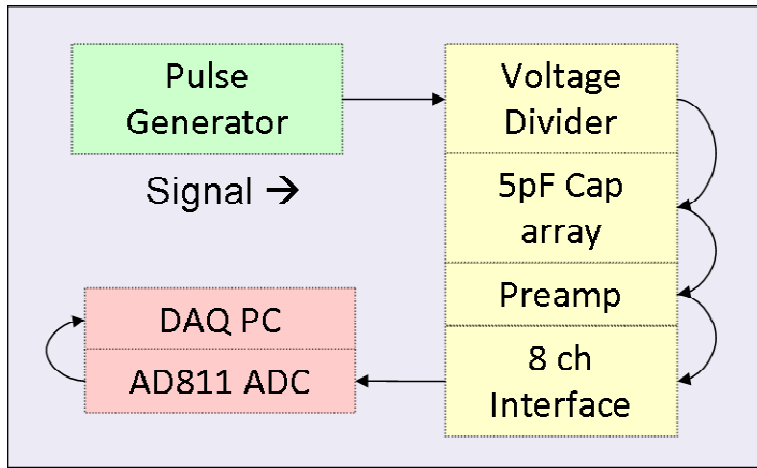 Pulse
Generator
Signal →
Voltage
Divider
5pF Cap
array
Preamp
8 ch
Interface
AD811 ADC
DAQ PC